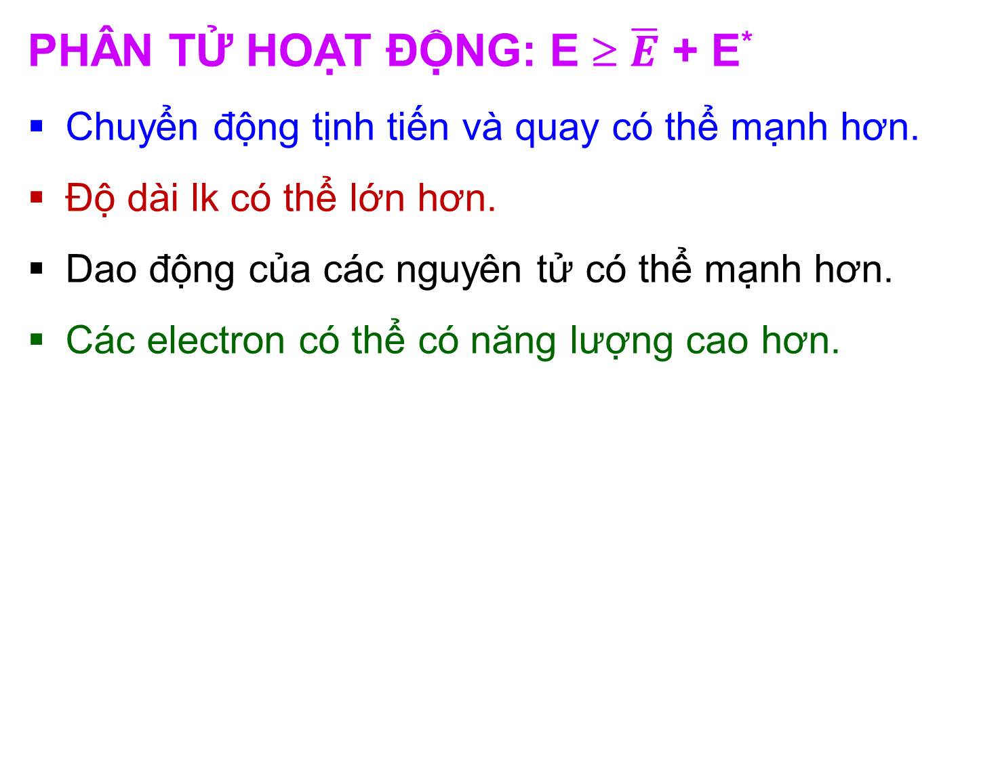 PHÂN TỬ HOẠT ĐỘNG: E ≥ E̅ + E*
▪ Chuyển động tịnh tiến và quay có thể mạnh hơn.
▪ Độ dài lk có thể lớn hơn.
▪ Dao động của các nguyên tử có thể mạnh hơn.
▪ Các electron có thể có năng lượng cao hơn.